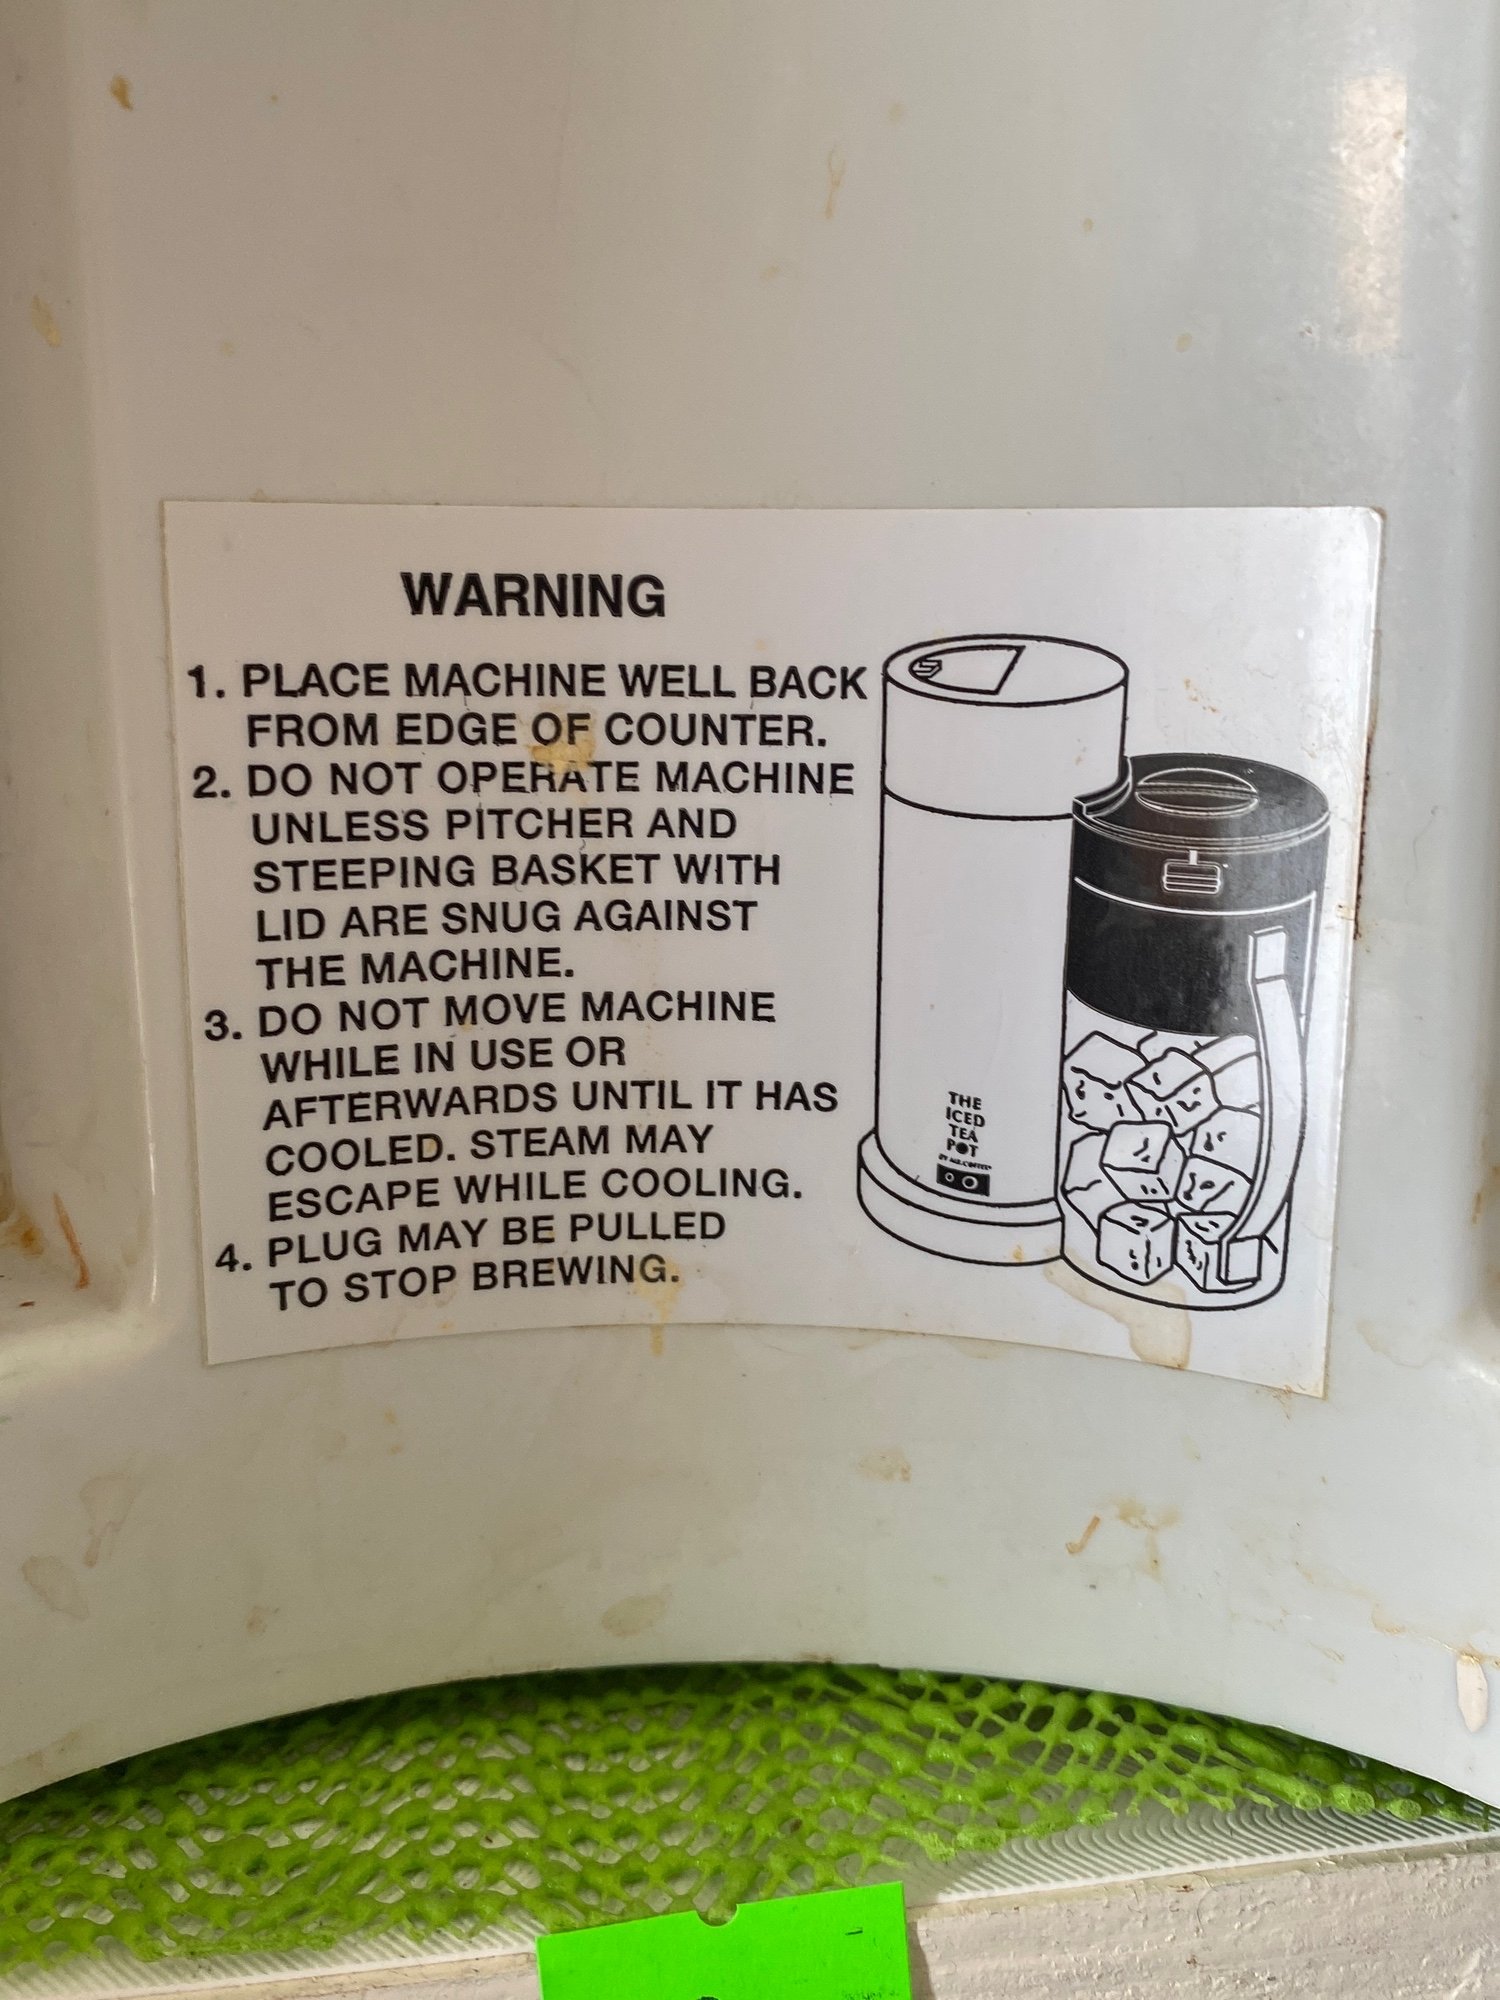 WARNING
1. PLACE MACHINE WELL BACK
FROM EDGE OF COUNTER.
2. DO NOT OPERATE MACHINE
UNLESS PITCHER AND
STEEPING BASKET WITH
LID ARE SNUG AGAINST
THE MACHINE.
3. DO NOT MOVE MACHINE
WHILE IN USE OR
AFTERWARDS UNTIL IT HAS
COOLED. STEAM MAY
ESCAPE WHILE COOLING.
4. PLUG MAY BE PULLED
TO STOP BREWING.
THE
ICED
TEA
POT
BY MR. COFFEE